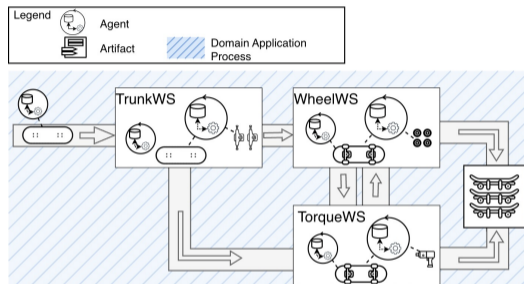 Legend
Agent
Artifact
Domain Application
Process
TrunkWS
WheelWS
TorqueWS